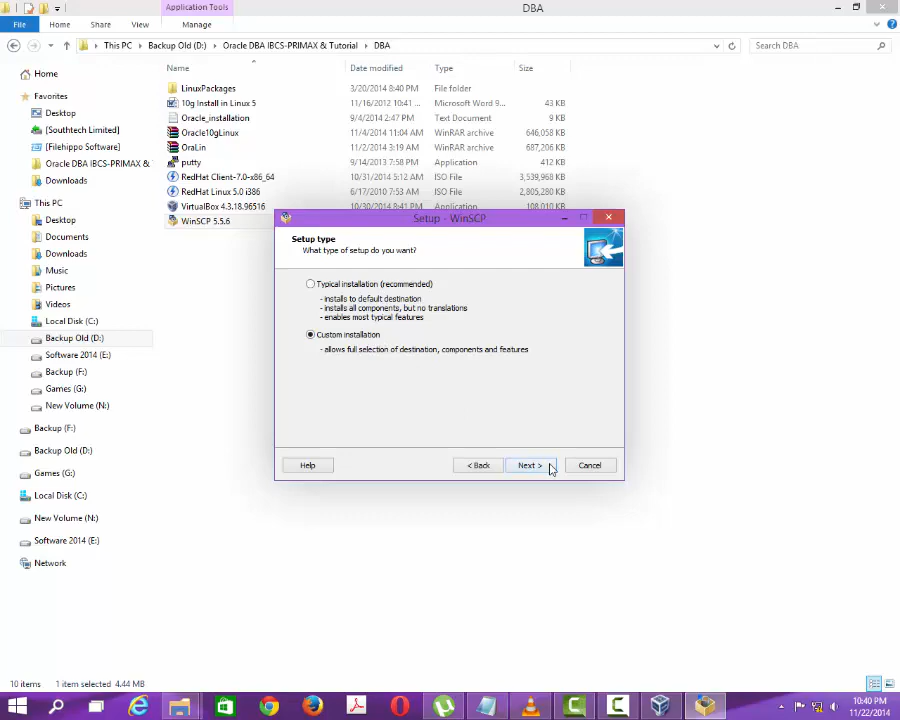 Application Tools
DBA
File
Home
Share
View
Manage
This PC
Backup Old (D:)
Oracle DBA IBCS-PRIMAX & Tutorial
DBA
Search DBA
Name
Date modified
Type
Size
LinuxPackages
3/20/2014 8:40 PM
File folder
10g Install in Linux 5
11/16/2012 10:41 ...
Microsoft Word 9...
43 KB
Oracle_installation
9/4/2014 2:47 PM
Text Document
9 KB
Oracle10gLinux
11/4/2014 11:04 AM
WinRAR archive
646,058 KB
OraLin
11/2/2014 3:19 AM
WinRAR archive
687,206 KB
putty
9/14/2013 7:58 PM
Application
412 KB
RedHat Client-7.0-x86_64
10/31/2014 5:12 AM
ISO File
3,539,968 KB
RedHat Linux 5.0 i386
6/17/2010 7:53 AM
ISO File
2,805,280 KB
VirtualBox 4.3.18.96516
10/30/2014 8:41 PM
Application
108,010 KB
WinSCP 5.5.6
Home
Favorites
Desktop
[Southtech Limited]
[Filehippo Software]
Oracle DBA IBCS-PRIMAX &
Downloads
This PC
Desktop
Documents
Downloads
Music
Pictures
Videos
Local Disk (C:)
Backup Old (D:)
Software 2014 (E:)
Backup (F:)
Games (G:)
New Volume (N:)
Backup (F:)
Backup Old (D:)
Games (G:)
Local Disk (C:)
New Volume (N:)
Software 2014 (E:)
Network
Setup - WinSCP
Setup type
What type of setup do you want?
Typical installation (recommended)
- installs to default destination
- installs all components, but no translations
- enables most typical features
Custom installation
- allows full selection of destination, components and features
Help
< Back
Next >
Cancel
10 items
1 item selected 4.44 MB
10:40 PM
11/22/2014